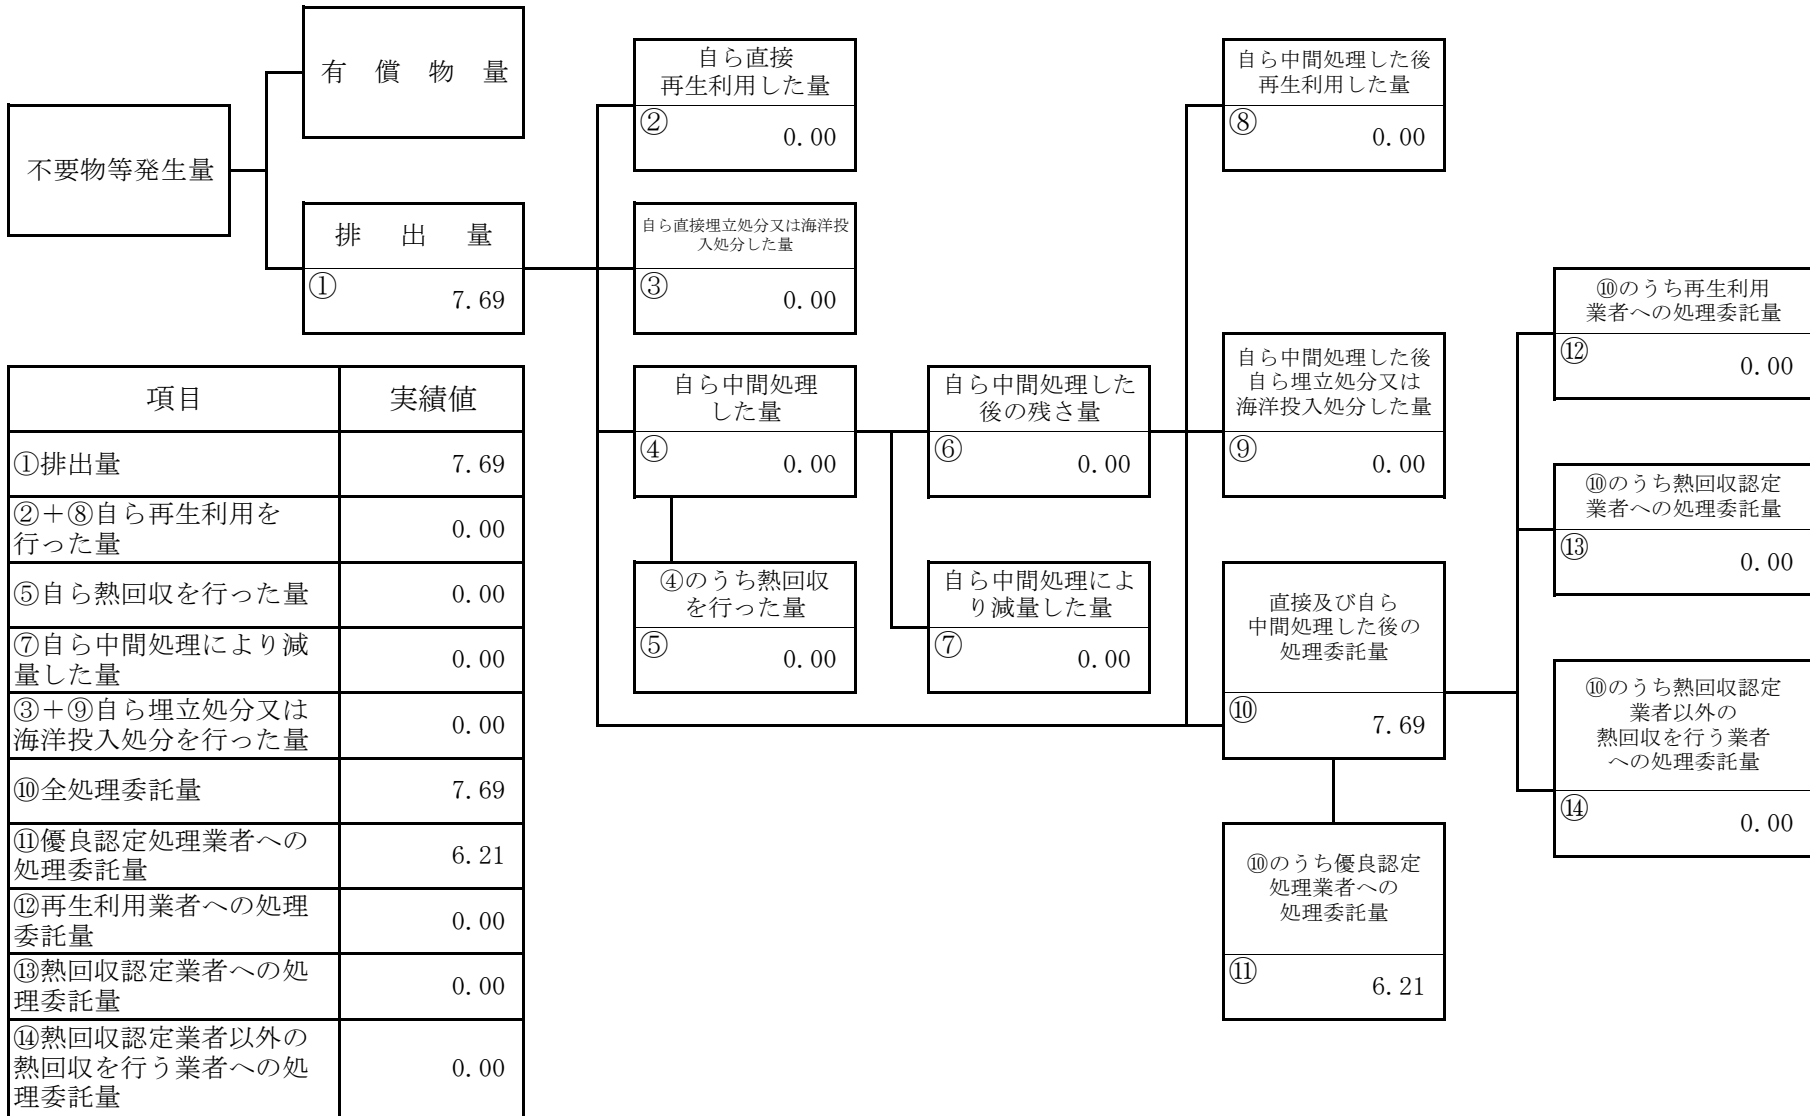 不要物等発生量
有 償 物 量
排 出 量
①
7.69
自ら直接
再生利用した量
②
0.00
自ら直接埋立処分又は海洋投
入処分した量
③
0.00
自ら中間処理
した量
④
0.00
④のうち熱回収
を行った量
⑤
0.00
自ら中間処理した
後の残さ量
⑥
0.00
自ら中間処理によ
り減量した量
⑦
0.00
自ら中間処理した後
再生利用した量
⑧
0.00
自ら中間処理した後
自ら埋立処分又は
海洋投入処分した量
⑨
0.00
直接及び自ら
中間処理した後の
処理委託量
⑩
7.69
⑩のうち優良認定
処理業者への
処理委託量
⑪
6.21
⑩のうち再生利用
業者への処理委託量
⑫
0.00
⑩のうち熱回収認定
業者への処理委託量
⑬
0.00
⑩のうち熱回収認定
業者以外の
熱回収を行う業者
への処理委託量
⑭
0.00
項目 実績値
①排出量 7.69
②＋⑧自ら再生利用を
行った量 0.00
⑤自ら熱回収を行った量 0.00
⑦自ら中間処理により減
量した量 0.00
③＋⑨自ら埋立処分又は
海洋投入処分を行った量 0.00
⑩全処理委託量 7.69
⑪優良認定処理業者への
処理委託量 6.21
⑫再生利用業者への処理
委託量 0.00
⑬熱回収認定業者への処
理委託量 0.00
⑭熱回収認定業者以外の
熱回収を行う業者への処
理委託量 0.00